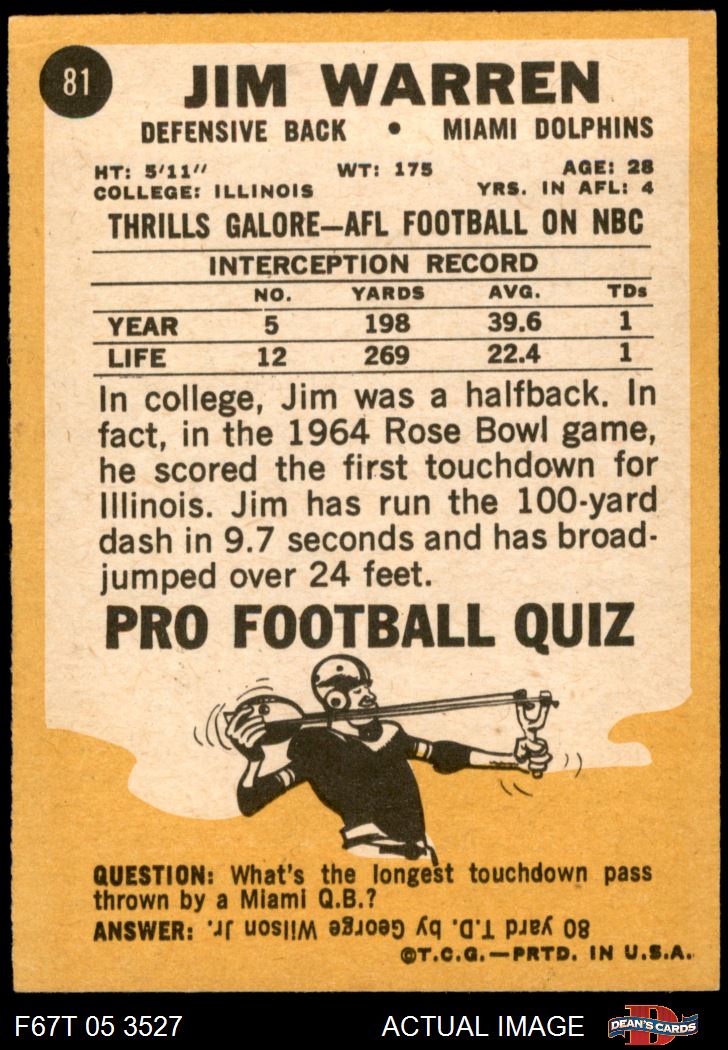 81
JIM WARREN
DEFENSIVE BACK • MIAMI DOLPHINS
HT: 5'11" WT: 175 AGE: 28
COLLEGE: ILLINOIS YRS. IN AFL: 4
THRILLS GALORE—AFL FOOTBALL ON NBC
INTERCEPTION RECORD
NO. YARDS AVG. TDs
YEAR 5 198 39.6 1
LIFE 12 269 22.4 1
In college, Jim was a halfback. In
fact, in the 1964 Rose Bowl game,
he scored the first touchdown for
Illinois. Jim has run the 100-yard
dash in 9.7 seconds and has broad-
jumped over 24 feet.
PRO FOOTBALL QUIZ
QUESTION: What's the longest touchdown pass
thrown by a Miami Q.B.?
ANSWER: 80 yard T.D. by George Wilson Jr.
©T.C.G.—PRTD. IN U.S.A.
F67T 05 3527 ACTUAL IMAGE D DEAN'S CARDS